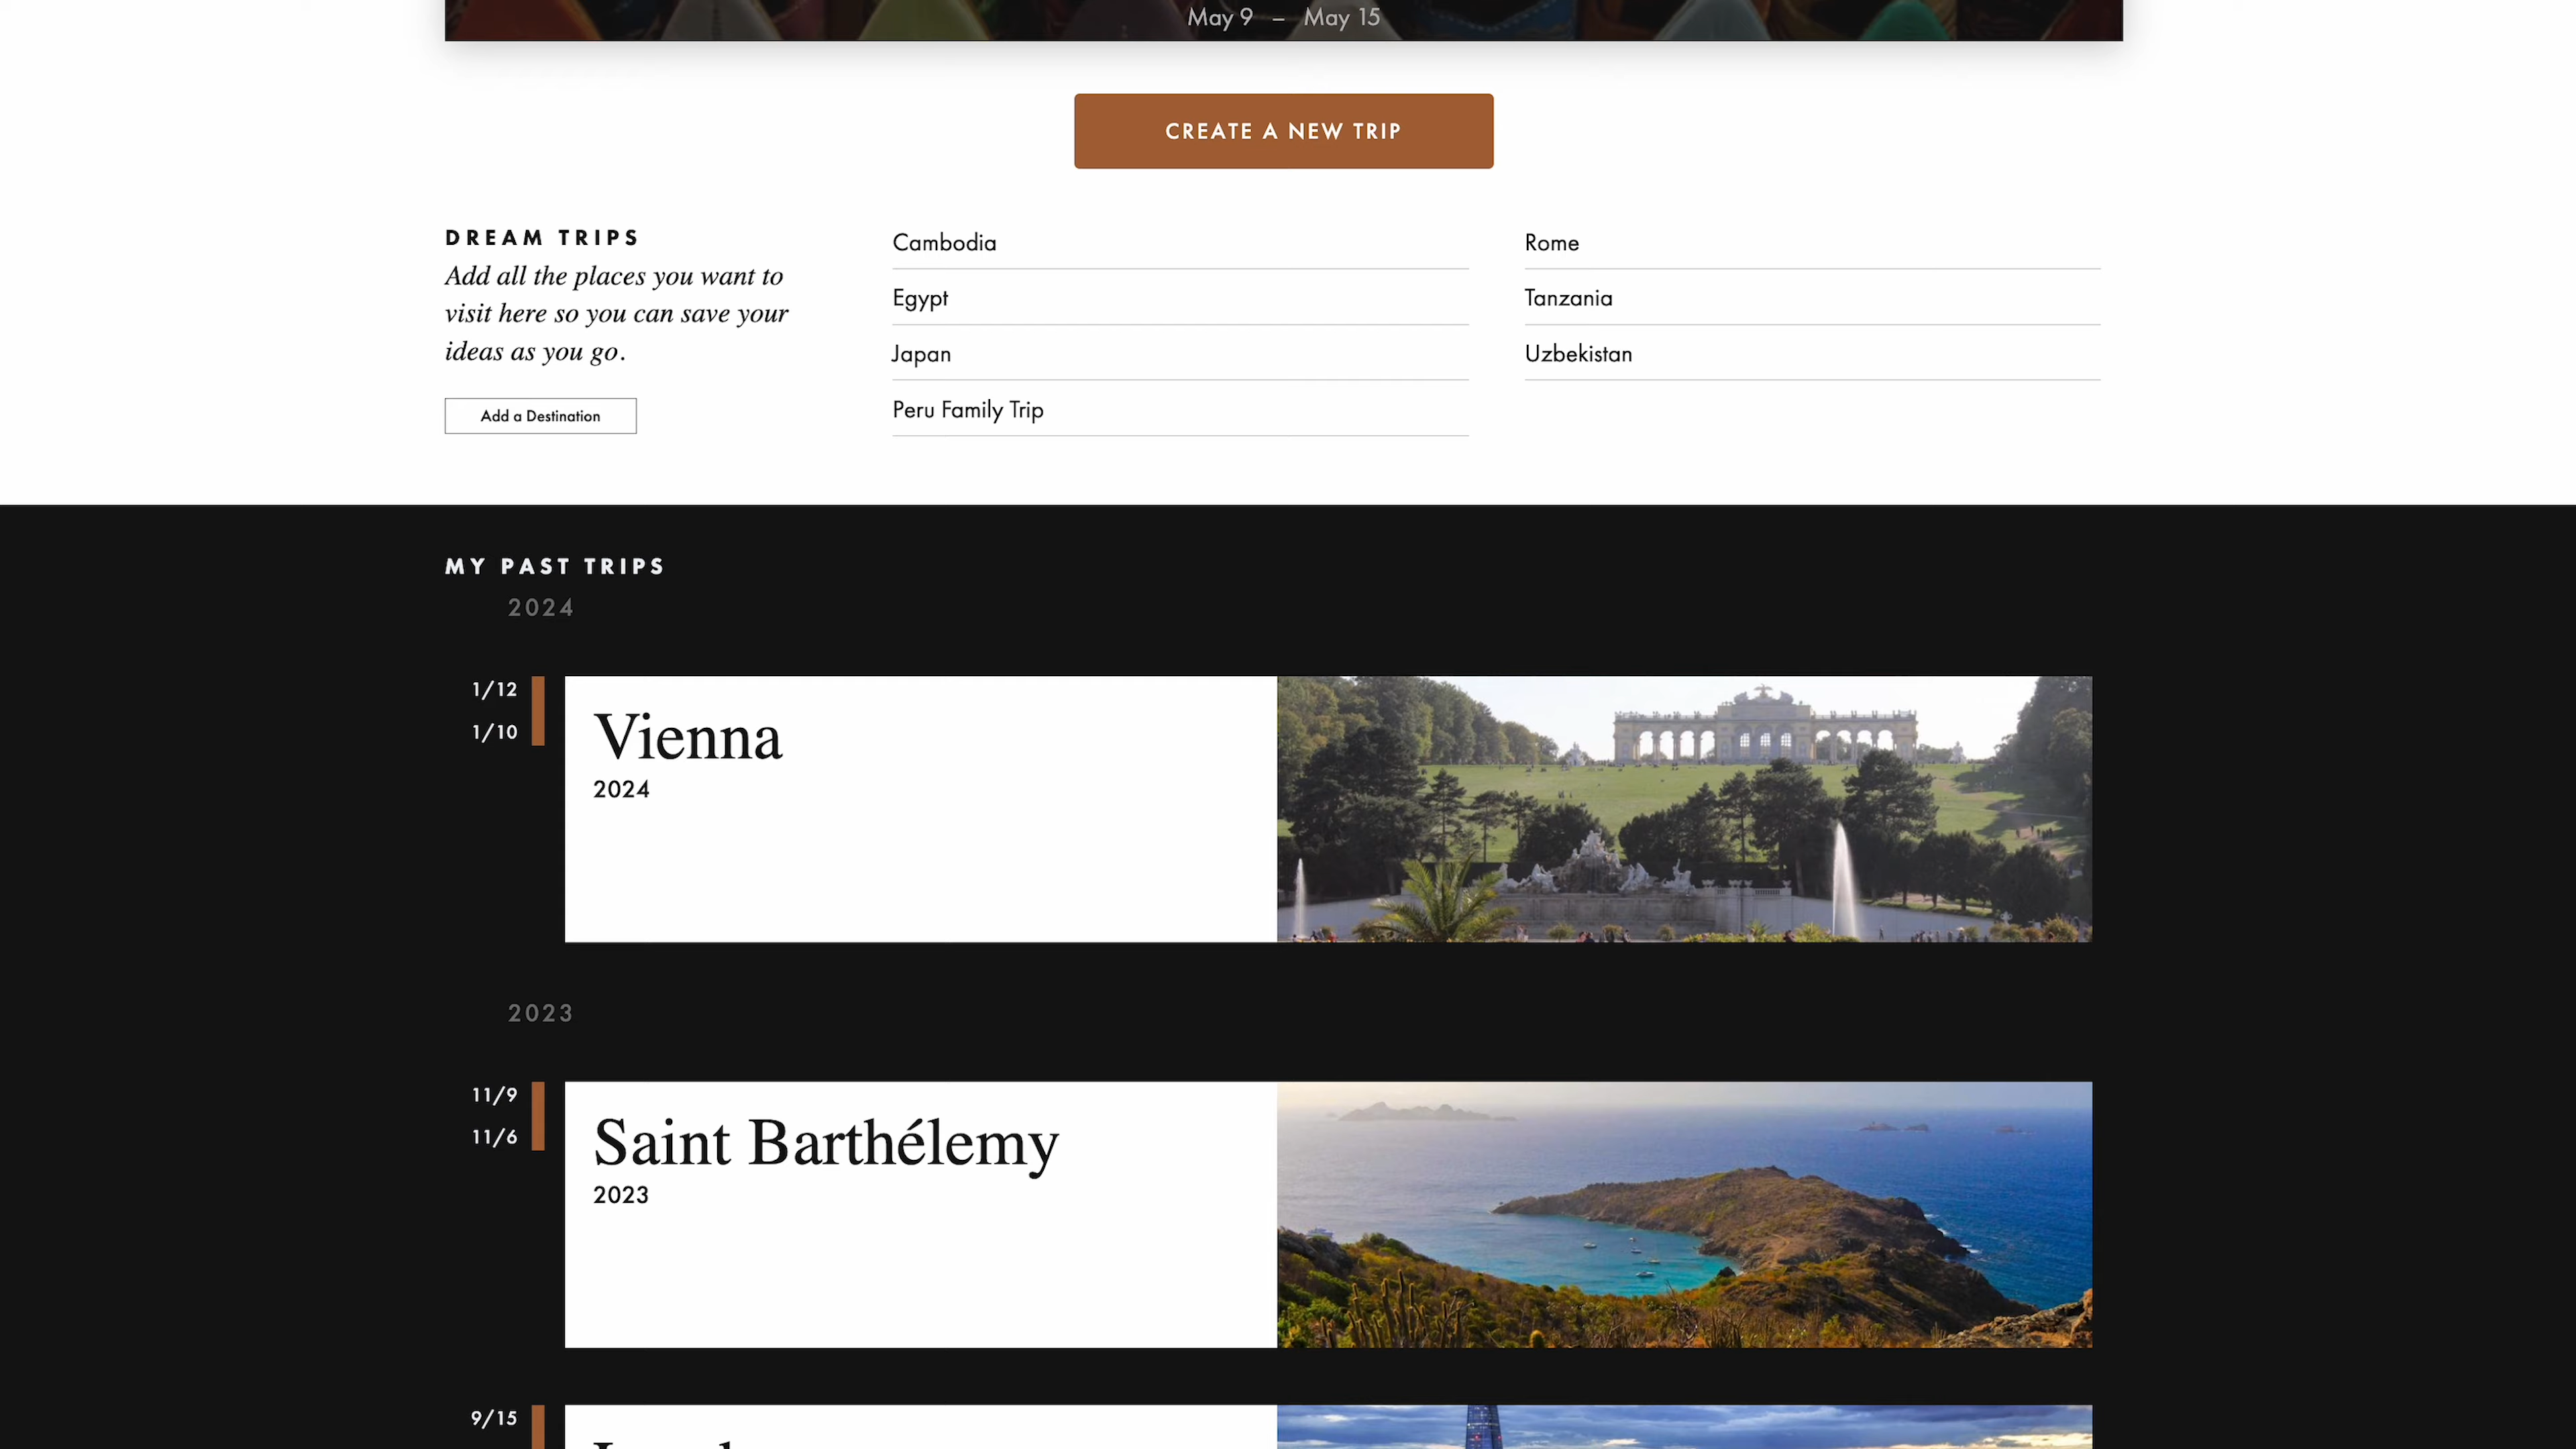 May 9 – May 15
CREATE A NEW TRIP
DREAM TRIPS
Add all the places you want to
visit here so you can save your
ideas as you go.
Add a Destination
Cambodia
Egypt
Japan
Peru Family Trip
Rome
Tanzania
Uzbekistan
MY PAST TRIPS
2024
1/12
1/10
Vienna
2024
2023
11/9
11/6
Saint Barthélemy
2023
9/15